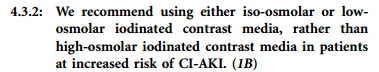 4.3.2: We recommend using either iso-osmolar or low-
osmolar iodinated contrast media, rather than
high-osmolar iodinated contrast media in patients
at increased risk of CI-AKI. (1B)